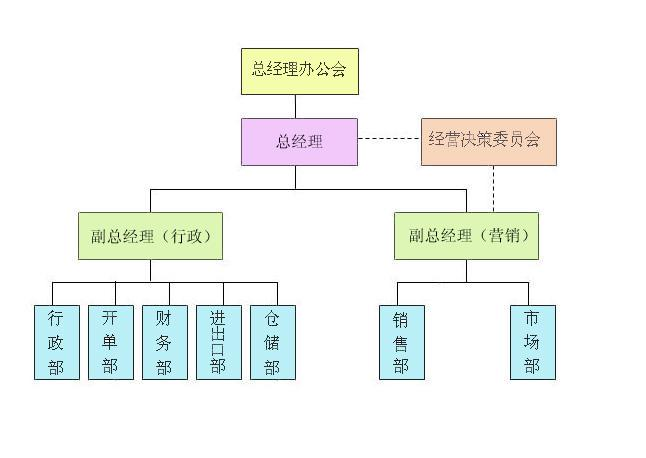 总经理办公会
总经理
经营决策委员会
副总经理（行政）
副总经理（营销）
行政部
开单部
财务部
进出口部
仓储部
销售部
市场部